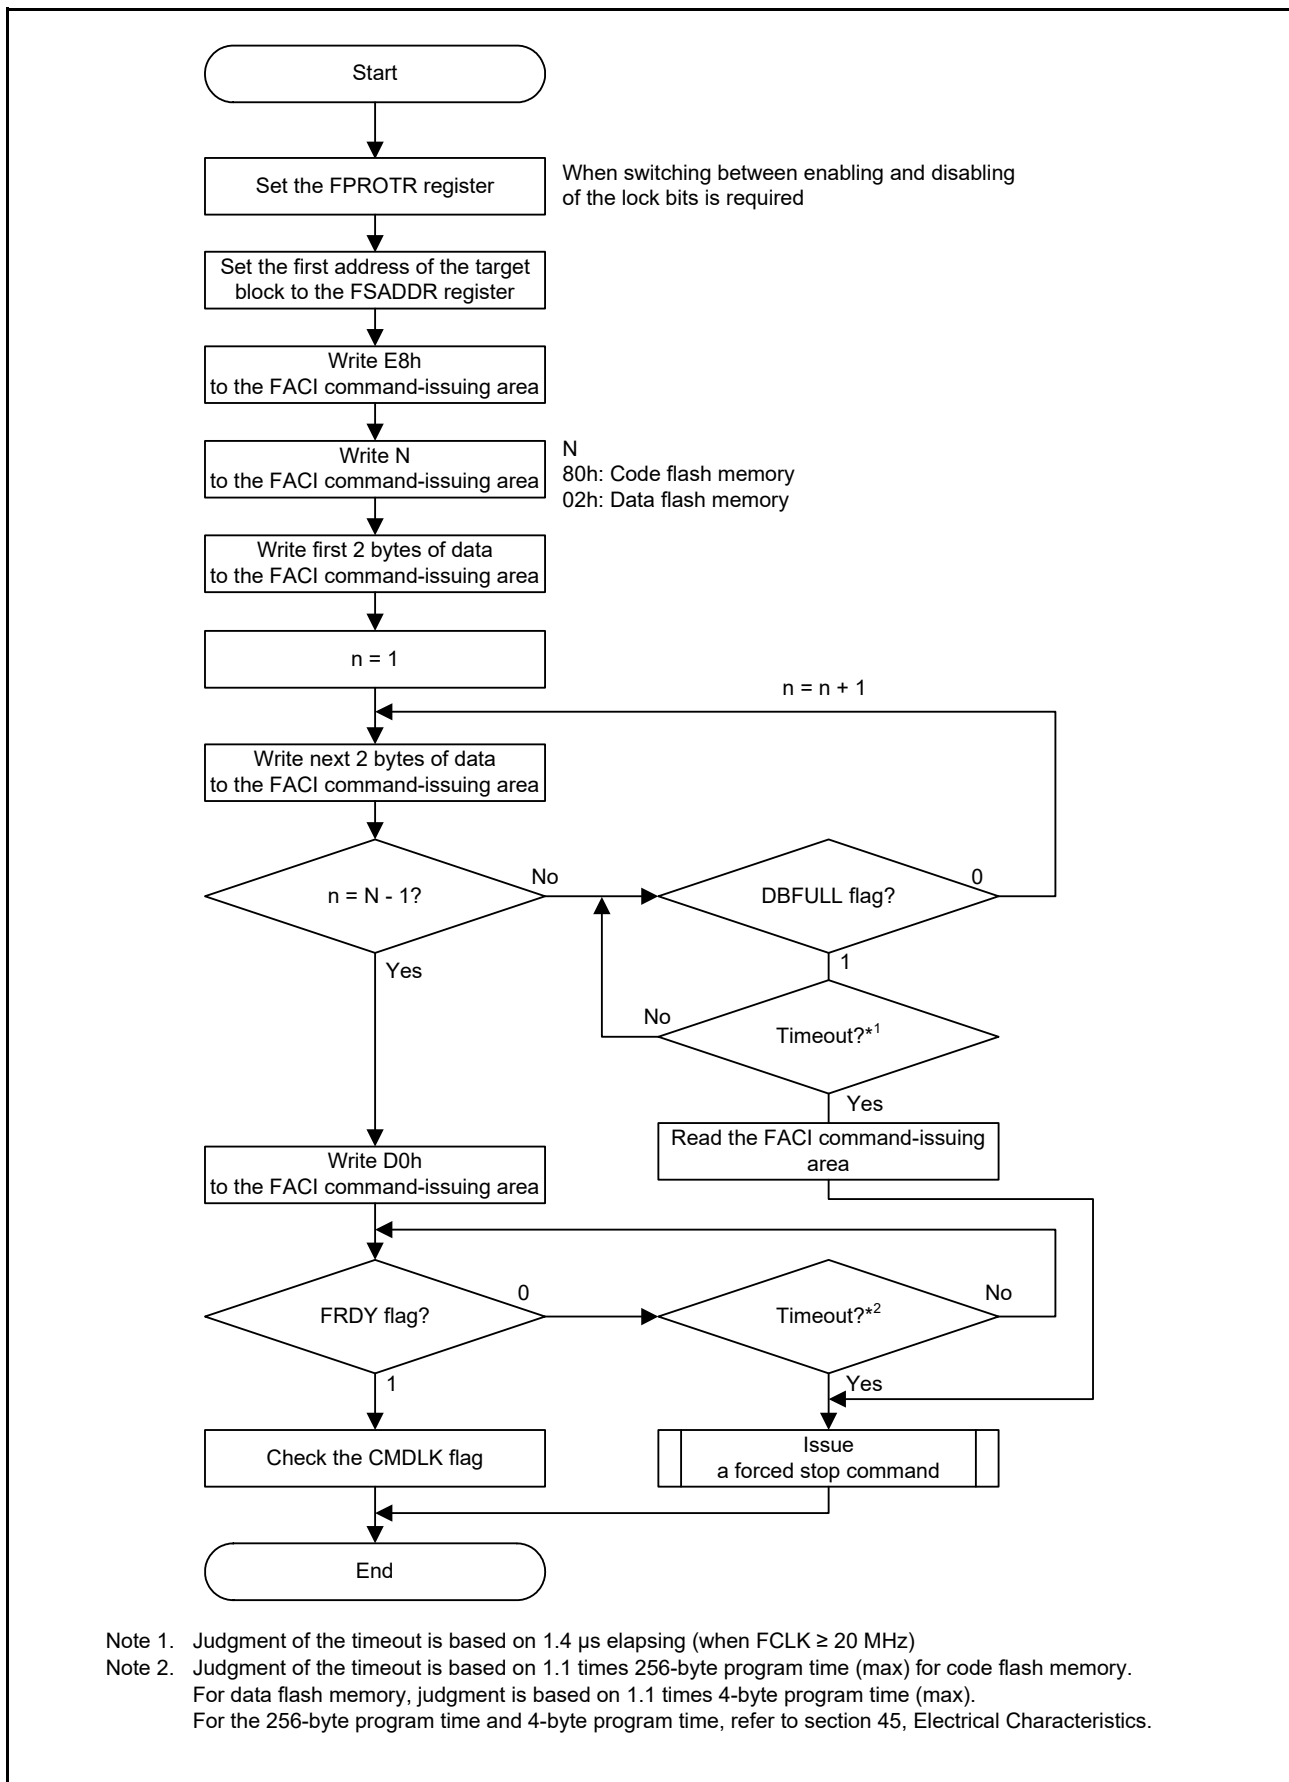 Start
Set the FPROTR register
When switching between enabling and disabling
of the lock bits is required
Set the first address of the target
block to the FSADDR register
Write E8h
to the FACI command-issuing area
Write N
to the FACI command-issuing area
N
80h: Code flash memory
02h: Data flash memory
Write first 2 bytes of data
to the FACI command-issuing area
n = 1
n = n + 1
Write next 2 bytes of data
to the FACI command-issuing area
n = N - 1?
No
DBFULL flag?
0
Yes
1
No
Timeout?*1
Yes
Read the FACI command-issuing
area
Write D0h
to the FACI command-issuing area
FRDY flag?
0
Timeout?*2
No
1
Yes
Check the CMDLK flag
Issue
a forced stop command
End
Note 1. Judgment of the timeout is based on 1.4 µs elapsing (when FCLK ≥ 20 MHz)
Note 2. Judgment of the timeout is based on 1.1 times 256-byte program time (max) for code flash memory.
For data flash memory, judgment is based on 1.1 times 4-byte program time (max).
For the 256-byte program time and 4-byte program time, refer to section 45, Electrical Characteristics.